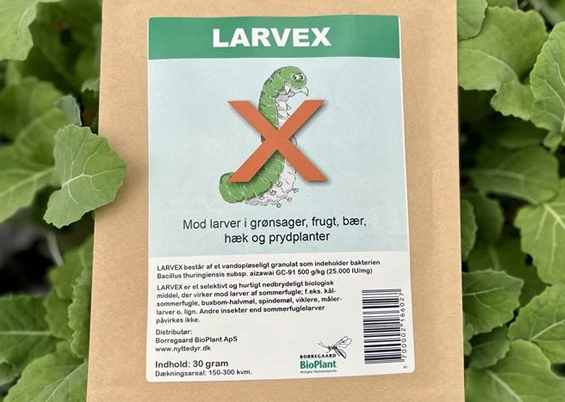 LARVEX
Mod larver i grønsager, frugt, bær,
hæk og prydplanter
LARVEX består af et vandopløseligt granulat som indeholder bakterien
Bacillus thuringiensis subsp. aizawai GC-91 500 g/kg (25.000 IU/mg)
LARVEX er et selektivt og hurtigt nedbrydeligt biologisk
middel, der virker mod larver af sommerfugle; f.eks. kål-
sommerfugle, buxbom-halvmøl, spindemøl, viklere, måler-
larver o. lign. Andre insekter end sommerfuglelarver
påvirkes ikke.
Distributør:
Borregaard BioPlant ApS
www.nyttedyr.dk
Indhold: 30 gram
Dækningsareal: 150-300 kvm.
BORREGAARD
BioPlant
5 700002 186027